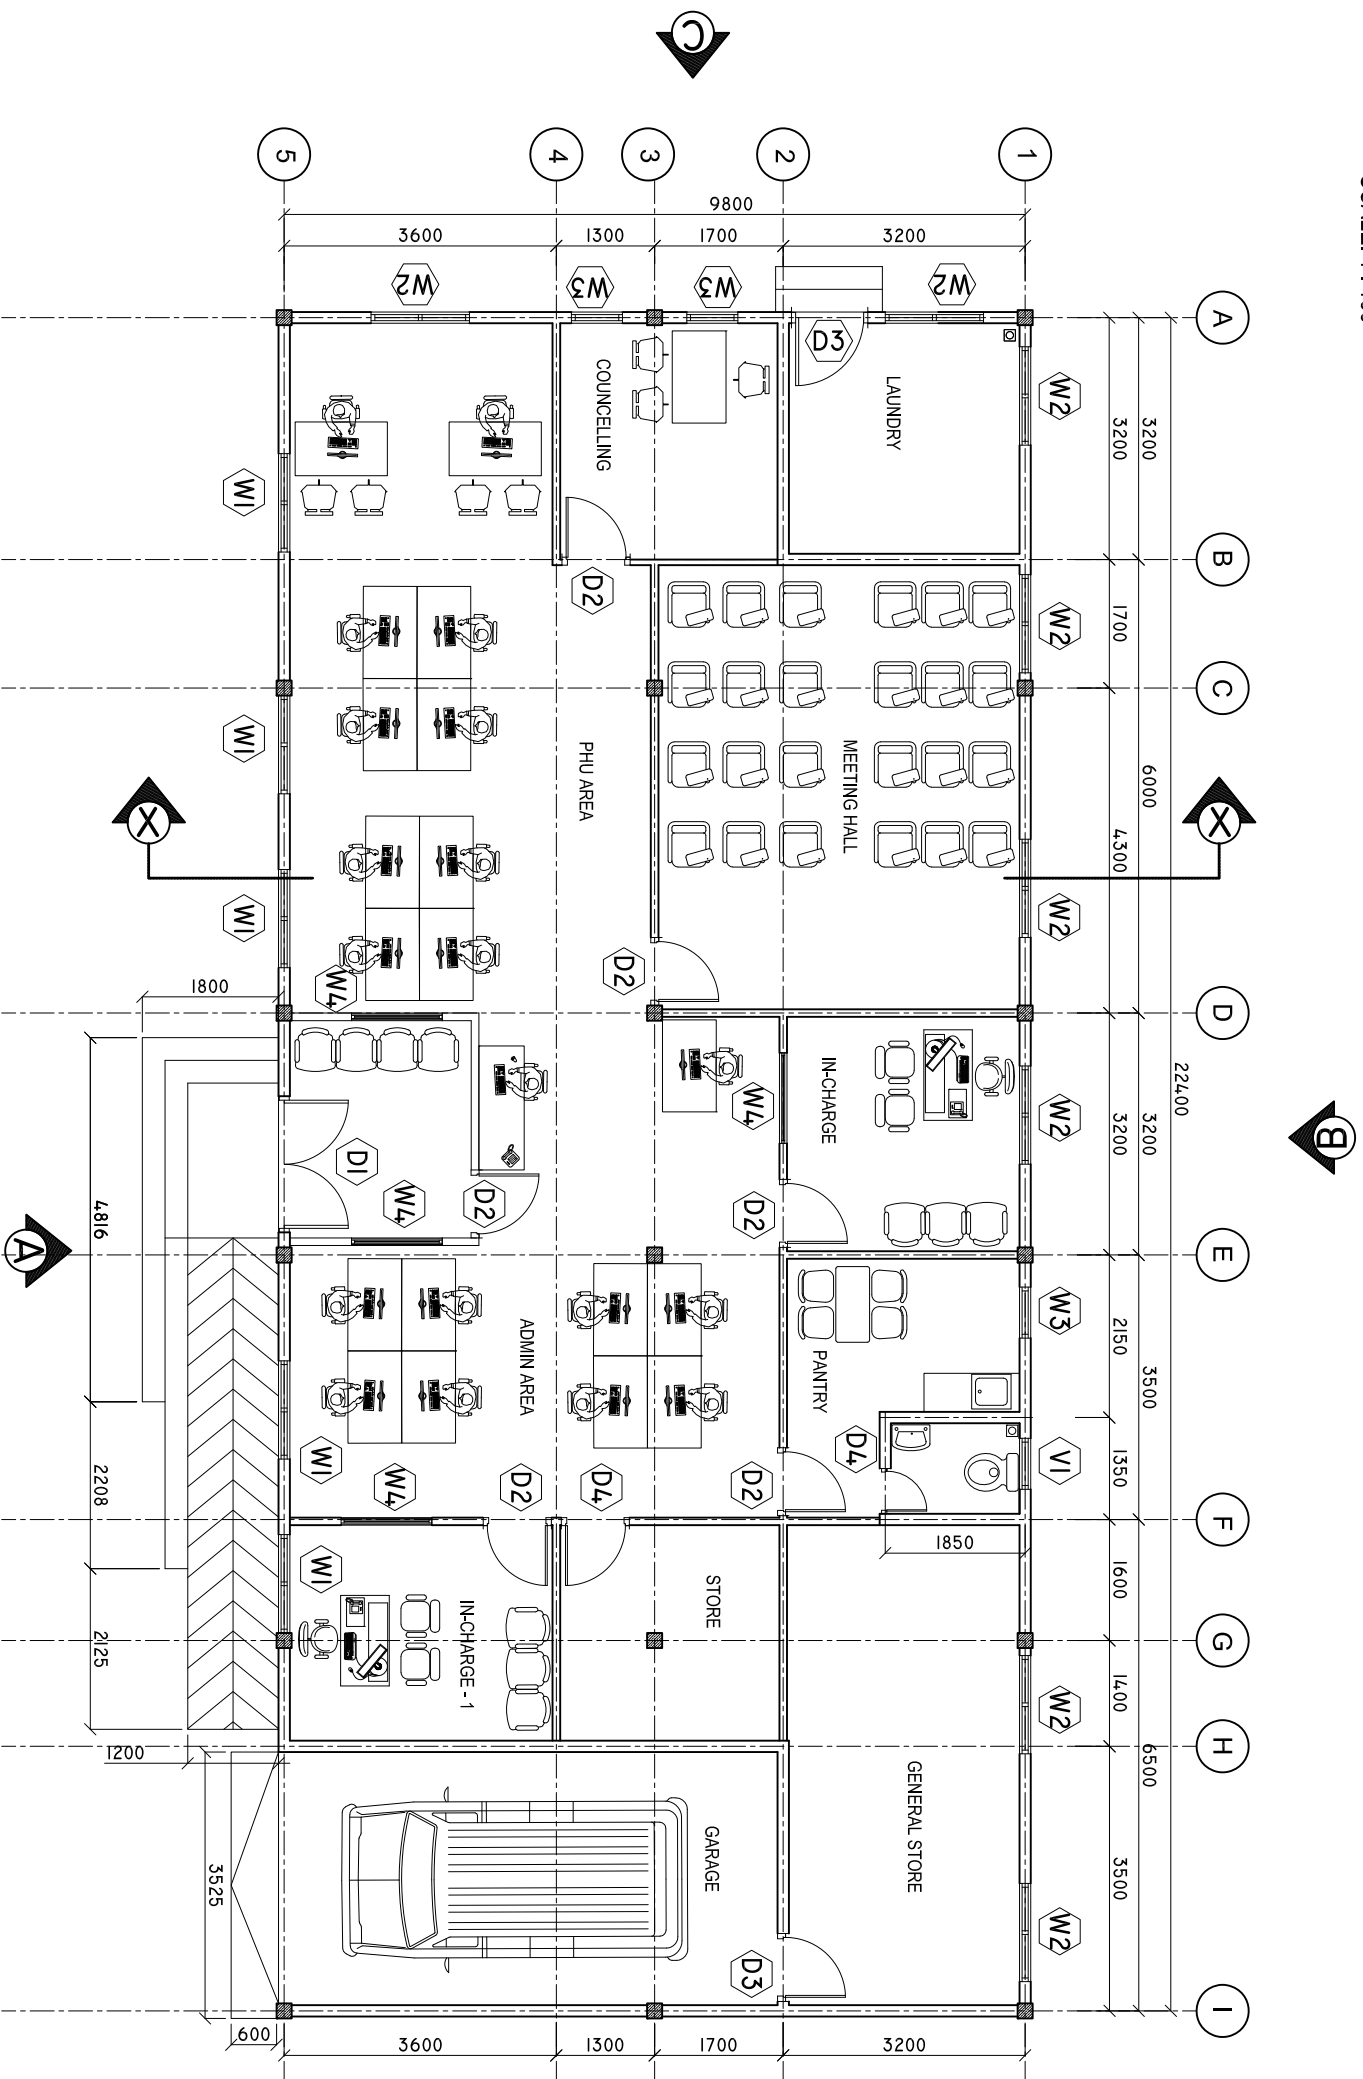 C
5
4
3
2
1
9800
3600
1300
1700
3200
W2
W3
W3
W2
A
D3
COUNCELLING
LAUNDRY
W2
3200
3200
W1
B
D2
W2
1700
C
PHU AREA
MEETING HALL
W1
X
X
6000
4300
22400
W1
W2
D2
W4
1800
D
W4
IN-CHARGE
W2
3200
3200
B
D1
W4
D2
D2
4816
A
E
W3
2150
3500
ADMIN AREA
PANTRY
D4
V1
1350
W1
W4
D2
D4
D2
2208
F
1850
1600
W1
STORE
IN-CHARGE - 1
2125
G
W2
1400
6500
1200
H
GENERAL STORE
GARAGE
3500
3525
W2
D3
I
600
3600
1300
1700
3200